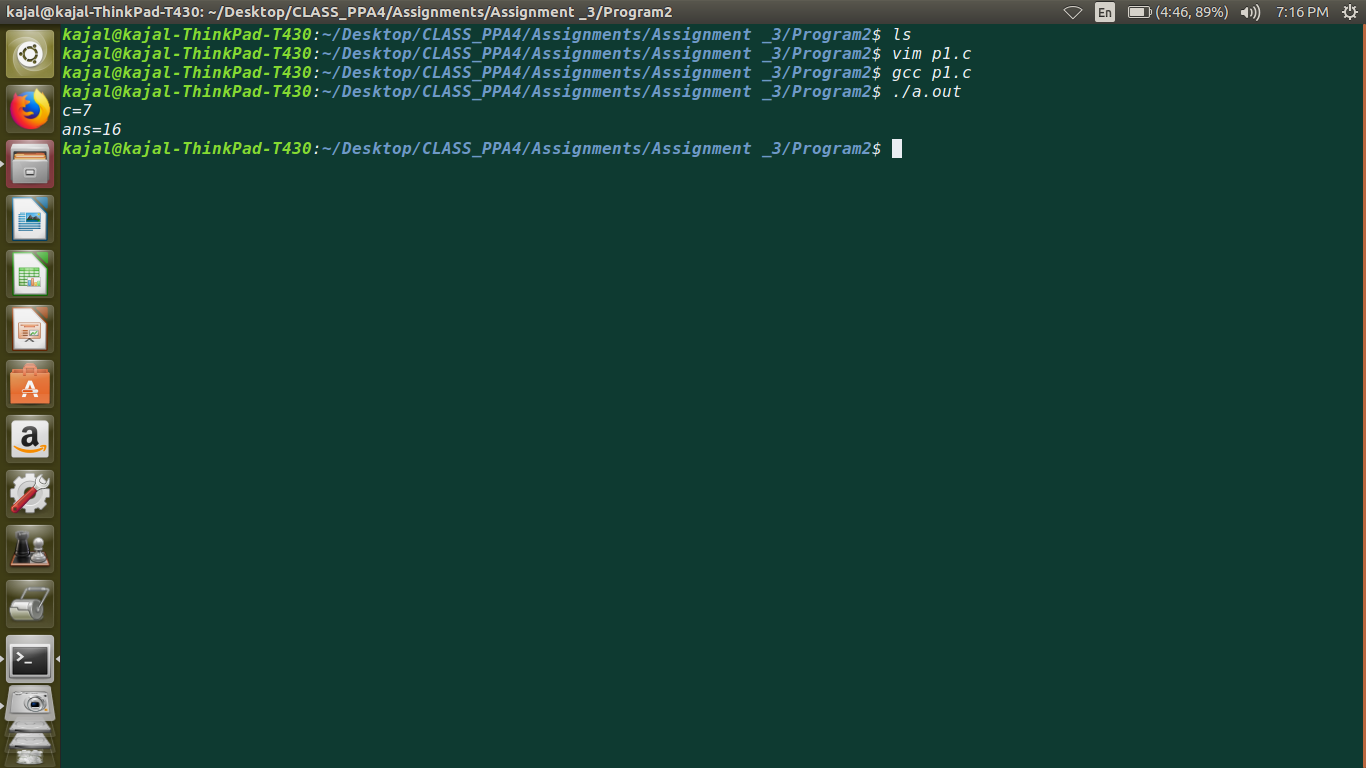 kajal@kajal-ThinkPad-T430: ~/Desktop/CLASS_PPA4/Assignments/Assignment _3/Program2
En (4:46, 89%) 7:16 PM
kajal@kajal-ThinkPad-T430:~/Desktop/CLASS_PPA4/Assignments/Assignment _3/Program2$ ls
kajal@kajal-ThinkPad-T430:~/Desktop/CLASS_PPA4/Assignments/Assignment _3/Program2$ vim p1.c
kajal@kajal-ThinkPad-T430:~/Desktop/CLASS_PPA4/Assignments/Assignment _3/Program2$ gcc p1.c
kajal@kajal-ThinkPad-T430:~/Desktop/CLASS_PPA4/Assignments/Assignment _3/Program2$ ./a.out
c=7
ans=16
kajal@kajal-ThinkPad-T430:~/Desktop/CLASS_PPA4/Assignments/Assignment _3/Program2$